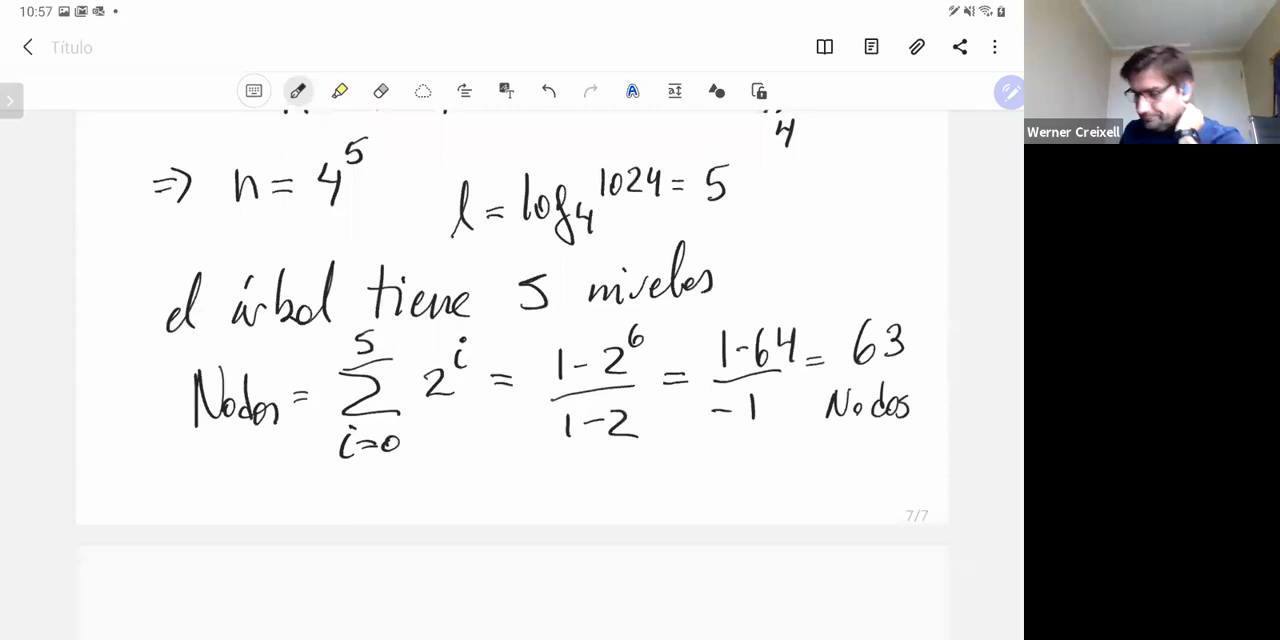 10:57
Título
Werner Creixell
4
⇒ n = 4^5 l = log_4 1024 = 5
el árbol tiene 5 niveles
Nodos = ∑_{i=0}^{5} 2^i = (1-2^6)/(1-2) = (1-64)/(-1) = 63 Nodos
7/7